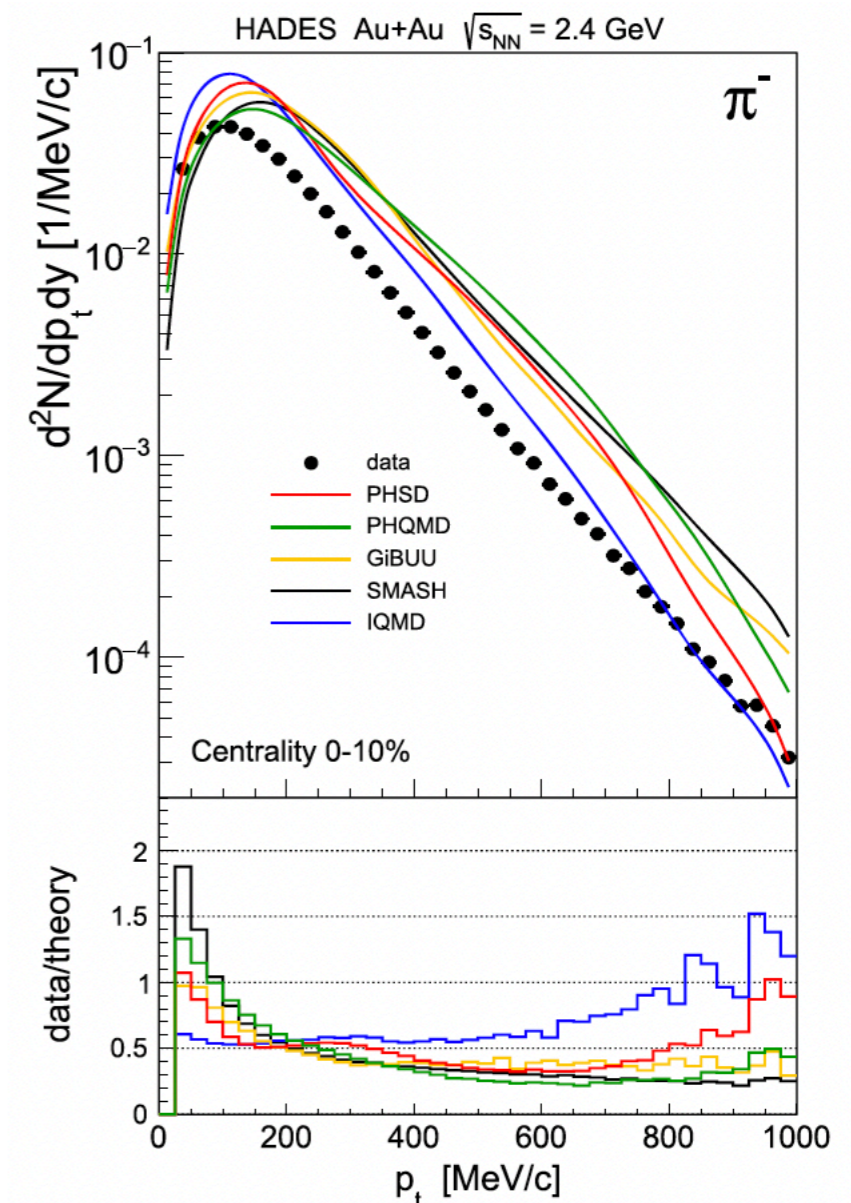 HADES Au+Au √sNN = 2.4 GeV
π-
d²N/dptdy [1/MeV/c]
10−1
10−2
10−3
10−4
data
PHSD
PHQMD
GiBUU
SMASH
IQMD
Centrality 0-10%
data/theory
2
1.5
1
0.5
0
0 200 400 600 800 1000
pt [MeV/c]